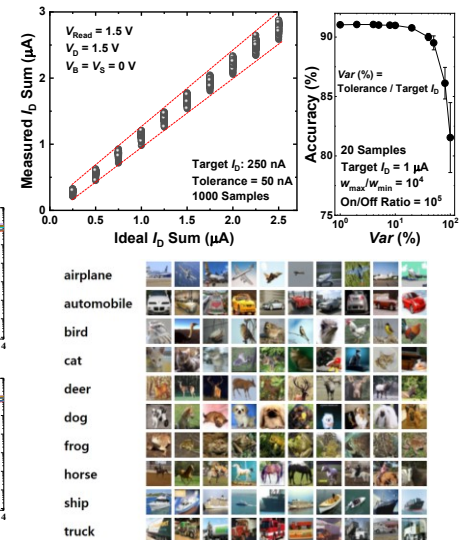 3
2
1
0
Measured I_D Sum (μA)
V_Read = 1.5 V
V_D = 1.5 V
V_B = V_S = 0 V
Target I_D: 250 nA
Tolerance = 50 nA
1000 Samples
0.0 0.5 1.0 1.5 2.0 2.5
Ideal I_D Sum (μA)
90
85
80
75
Accuracy (%)
Var (%) =
Tolerance / Target I_D
20 Samples
Target I_D = 1 μA
w_max/w_min = 10^4
On/Off Ratio = 10^5
10^0 10^1 10^2
Var (%)
4
4
airplane
automobile
bird
cat
deer
dog
frog
horse
ship
truck